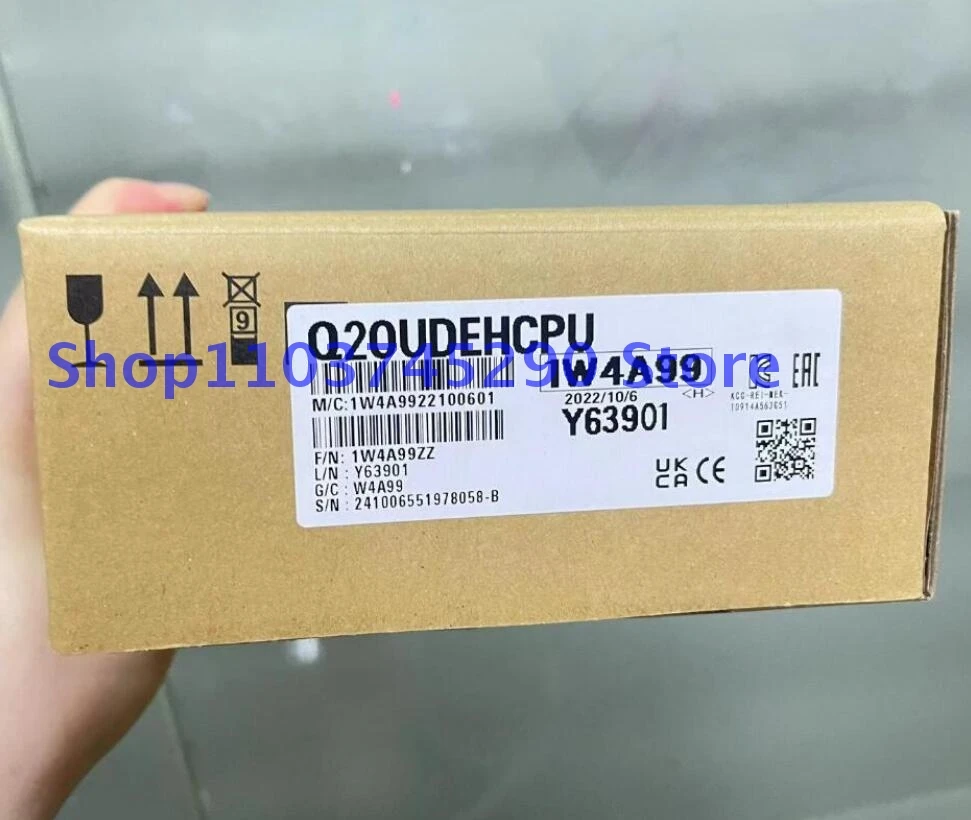 9
Q20UDEHCPU
Shop1103745290 Store
1W4A99
EAC
M/C:1W4A9922100601
2022/10/6 <H>
Y63901
F/N: 1W4A99ZZ
L/N : Y63901
G/C : W4A99
S/N : 241006551978058-B
UK
CA CE